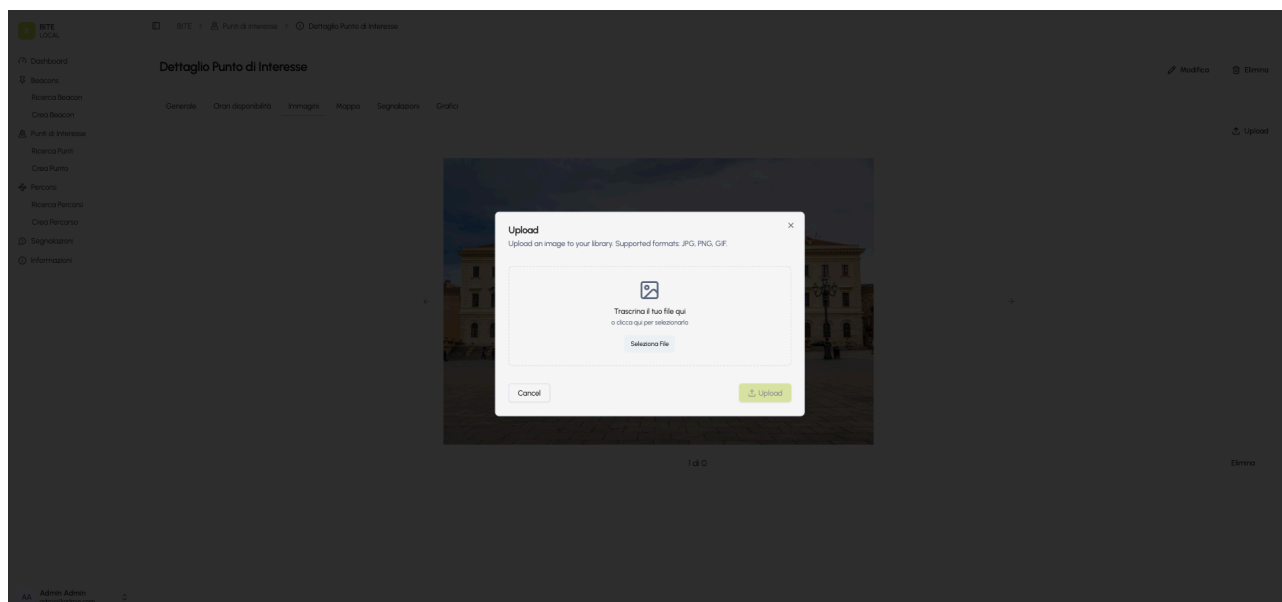 BITE
LOCAL
BITE > Punti di Interesse > Dettaglio Punto di Interesse
Dashboard
Beacons
Ricerca Beacon
Crea Beacon
Punti di Interesse
Ricerca Punti
Crea Punto
Percorsi
Ricerca Percorsi
Crea Percorso
Segnalazioni
Informazioni
Dettaglio Punto di Interesse
Modifica
Elimina
Generale
Orari disponibilità
Immagini
Mappa
Segnalazioni
Grafici
Upload
Upload
Upload an image to your library. Supported formats: JPG, PNG, GIF.
Trascrina il tuo file qui
o clicca qui per selezionarlo
Seleziona File
Cancel
Upload
1 di 0
Elimina
AA
Admin Admin